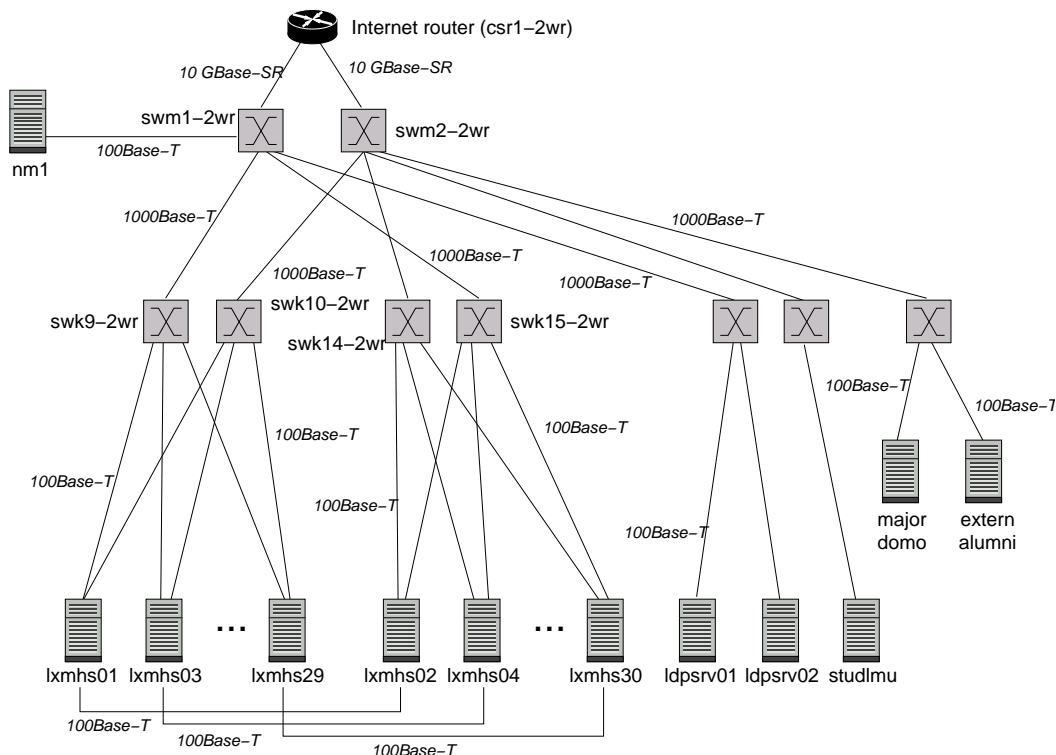 Internet router (csr1−2wr)
10 GBase−SR
10 GBase−SR
swm1−2wr
swm2−2wr
100Base−T
nm1
1000Base−T
1000Base−T
1000Base−T
1000Base−T
1000Base−T
swk9−2wr
swk10−2wr
swk14−2wr
swk15−2wr
100Base−T
100Base−T
100Base−T
100Base−T
100Base−T
100Base−T
100Base−T
major
domo
extern
alumni
...
...
lxmhs01
lxmhs03
lxmhs29
lxmhs02
lxmhs04
lxmhs30
ldpsrv01
ldpsrv02
studlmu
100Base−T
100Base−T
100Base−T